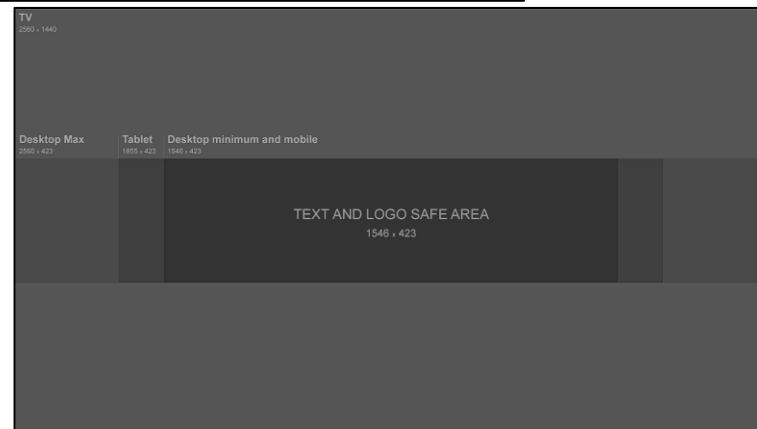 TV
2560 x 1440
Desktop Max
2560 x 423
Tablet
1855 x 423
Desktop minimum and mobile
1546 x 423
TEXT AND LOGO SAFE AREA
1546 x 423